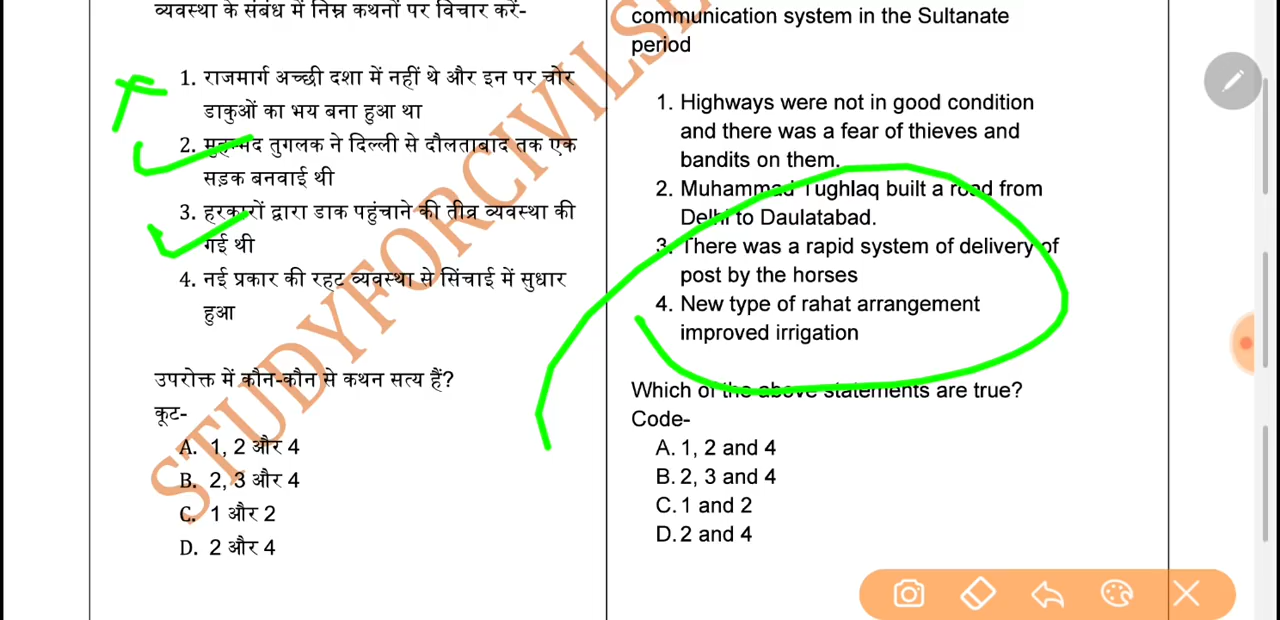 व्यवस्था के संबंध में निम्न कथनों पर विचार करें-
1. राजमार्ग अच्छी दशा में नहीं थे और इन पर चोर
डाकुओं का भय बना हुआ था
2. मुहम्मद तुगलक ने दिल्ली से दौलताबाद तक एक
सड़क बनवाई थी
3. हरकारों द्वारा डाक पहुंचाने की तीव्र व्यवस्था की
गई थी
4. नई प्रकार की रहट व्यवस्था से सिंचाई में सुधार
हुआ
उपरोक्त में कौन-कौन से कथन सत्य हैं?
कूट-
A. 1, 2 और 4
B. 2, 3 और 4
C. 1 और 2
D. 2 और 4
communication system in the Sultanate
period
1. Highways were not in good condition
and there was a fear of thieves and
bandits on them.
2. Muhammad Tughlaq built a road from
Delhi to Daulatabad.
3. There was a rapid system of delivery of
post by the horses
4. New type of rahat arrangement
improved irrigation
Which of the above statements are true?
Code-
A. 1, 2 and 4
B. 2, 3 and 4
C. 1 and 2
D. 2 and 4
STUDYFORCIVILSE